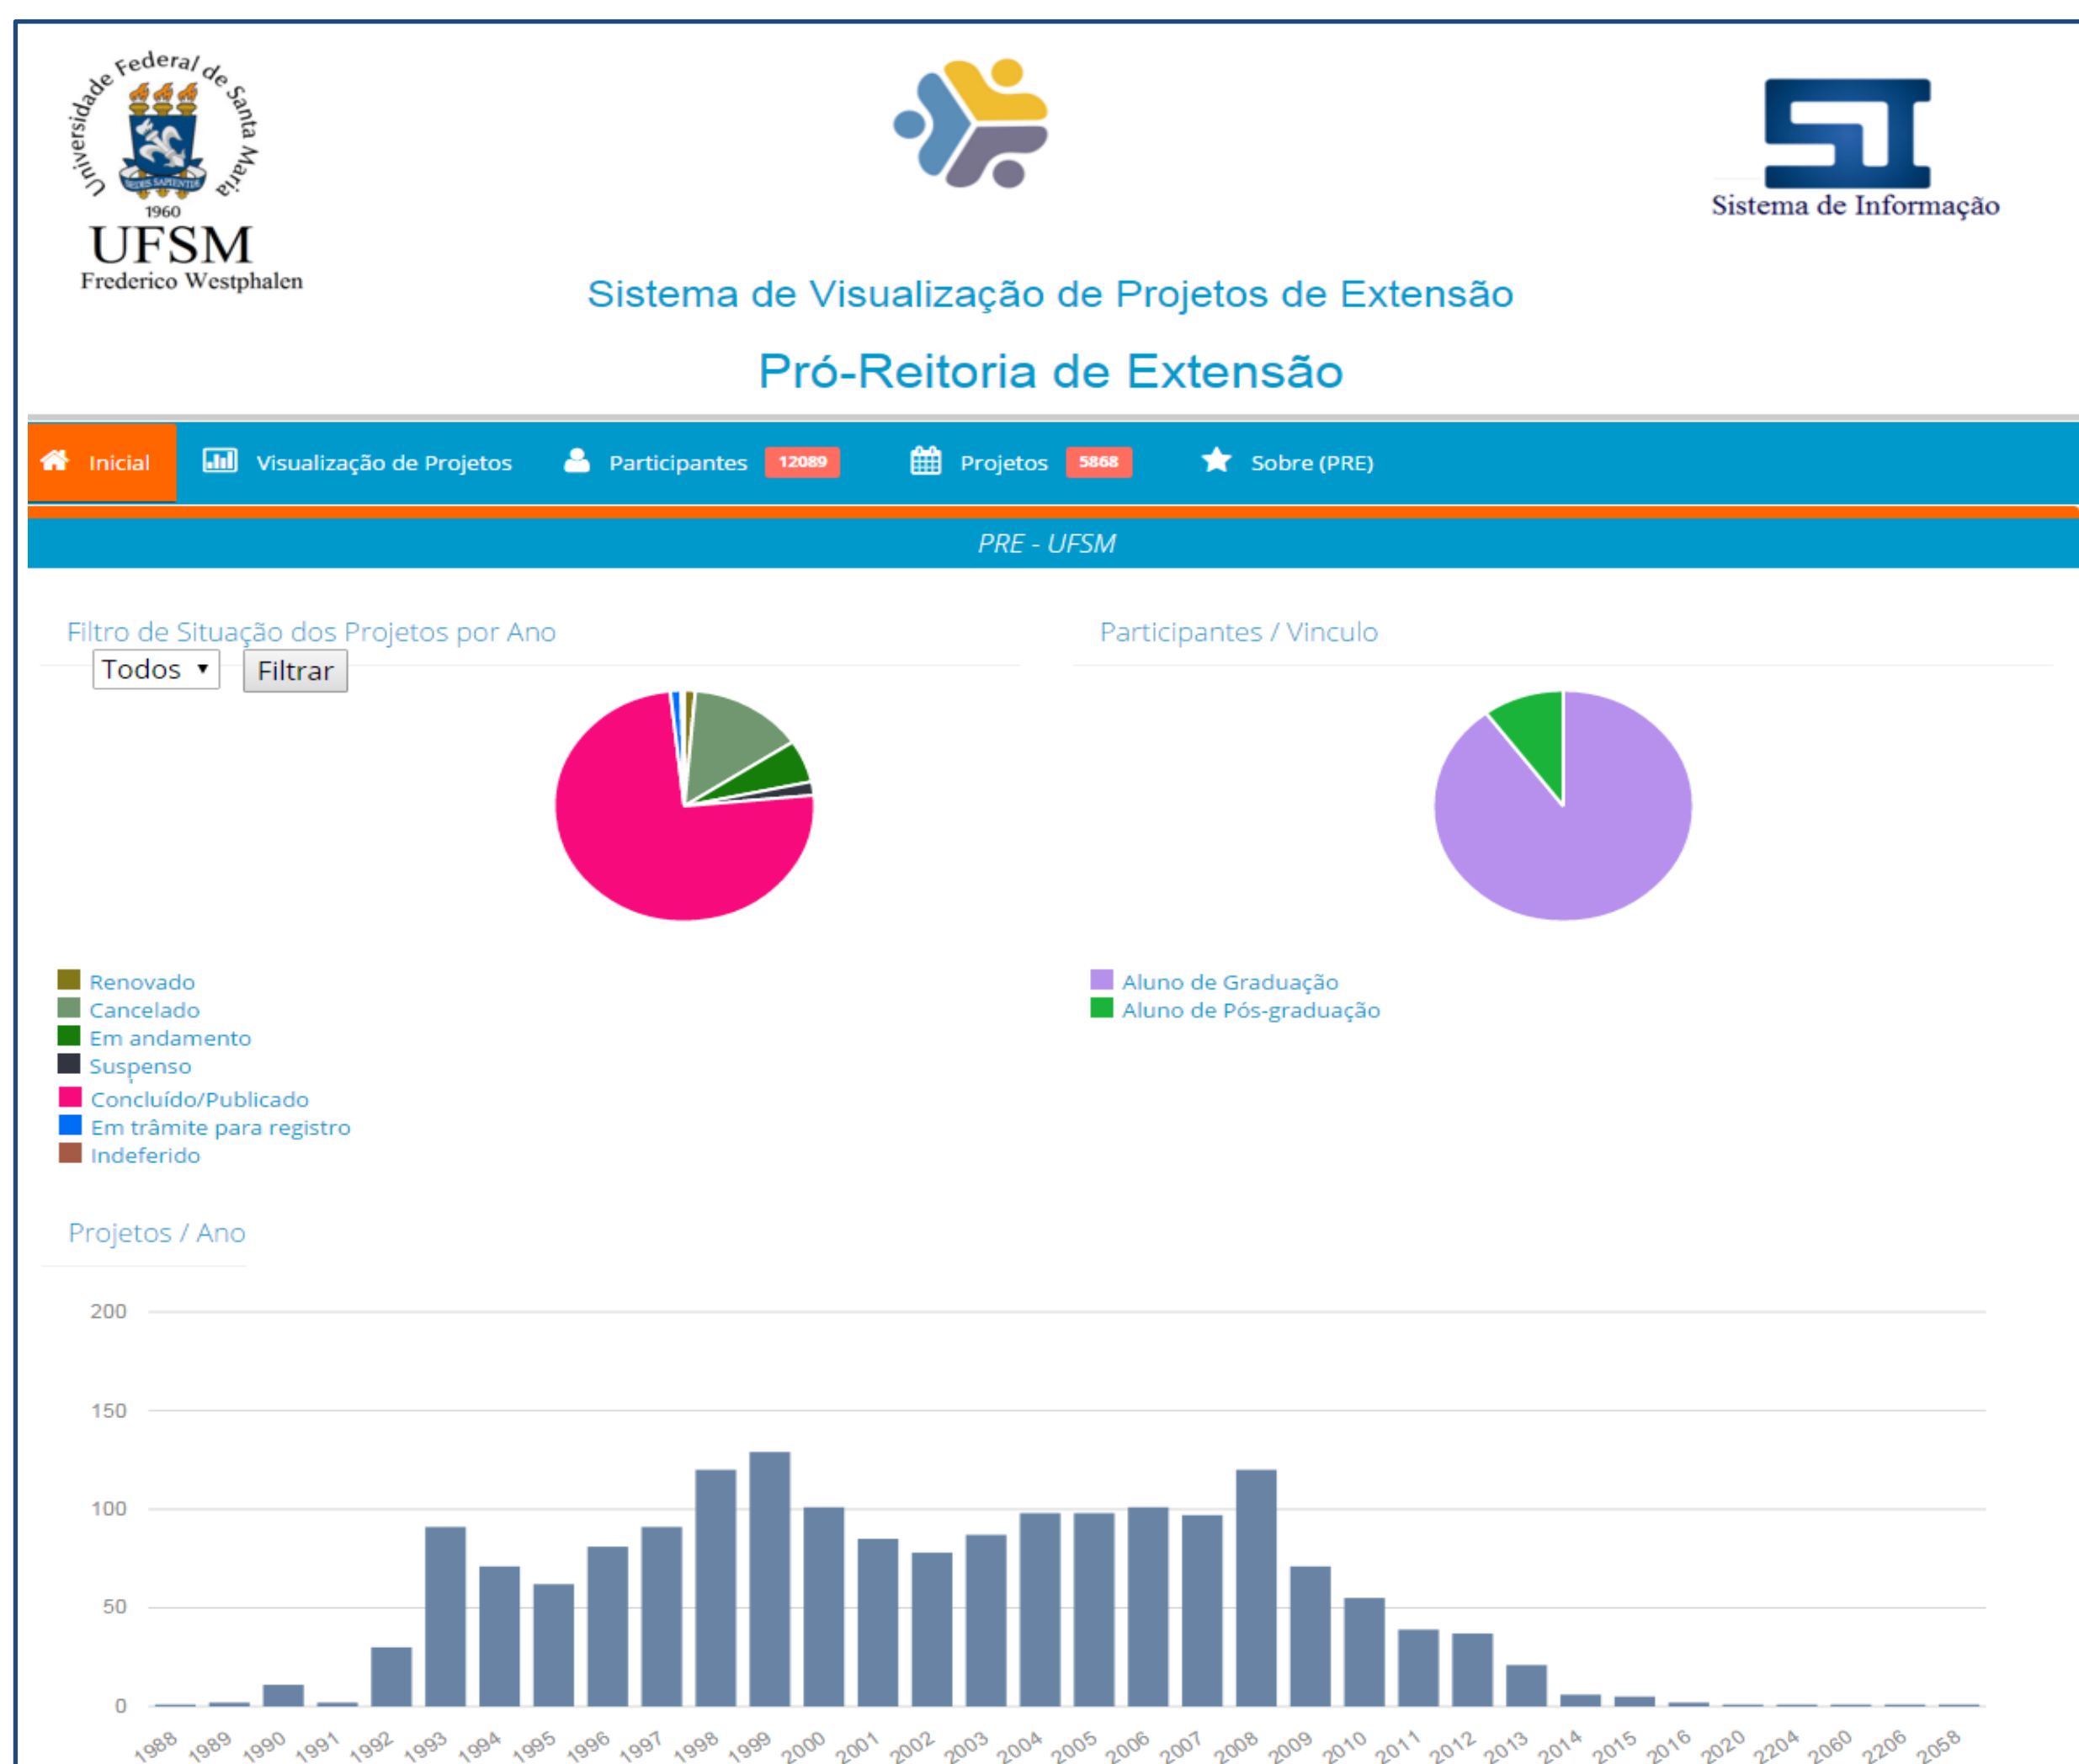 Universidade Federal de Santa Maria
SEDES SAPIENTIAE
1960
UFSM
Frederico Westphalen
SI
Sistema de Informação
Sistema de Visualização de Projetos de Extensão
Pró-Reitoria de Extensão
Inicial Visualização de Projetos Participantes 12089 Projetos 5868 Sobre (PRE)
PRE - UFSM
Filtro de Situação dos Projetos por Ano
Todos Filtrar
Participantes / Vinculo
Renovado
Cancelado
Em andamento
Suspenso
Concluído/Publicado
Em trâmite para registro
Indeferido
Aluno de Graduação
Aluno de Pós-graduação
Projetos / Ano
200
150
100
50
0
1988 1989 1990 1991 1992 1993 1994 1995 1996 1997 1998 1999 2000 2001 2002 2003 2004 2005 2006 2007 2008 2009 2010 2011 2012 2013 2014 2015 2016 2020 2204 2060 2206 2058